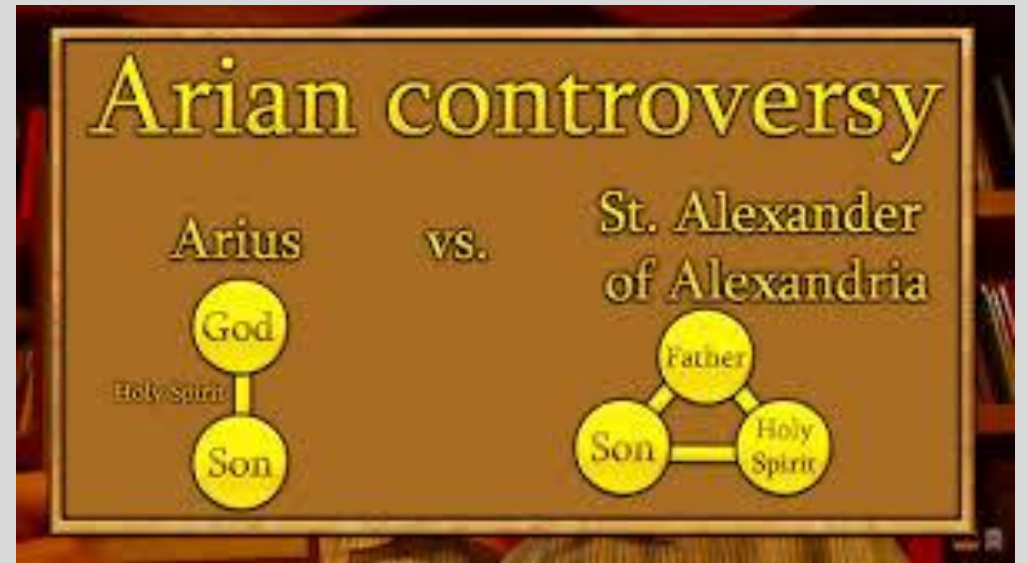 Arian controversy
Arius
vs.
St. Alexander
of Alexandria
God
Holy Spirit
Son
Father
Son
Holy
Spirit